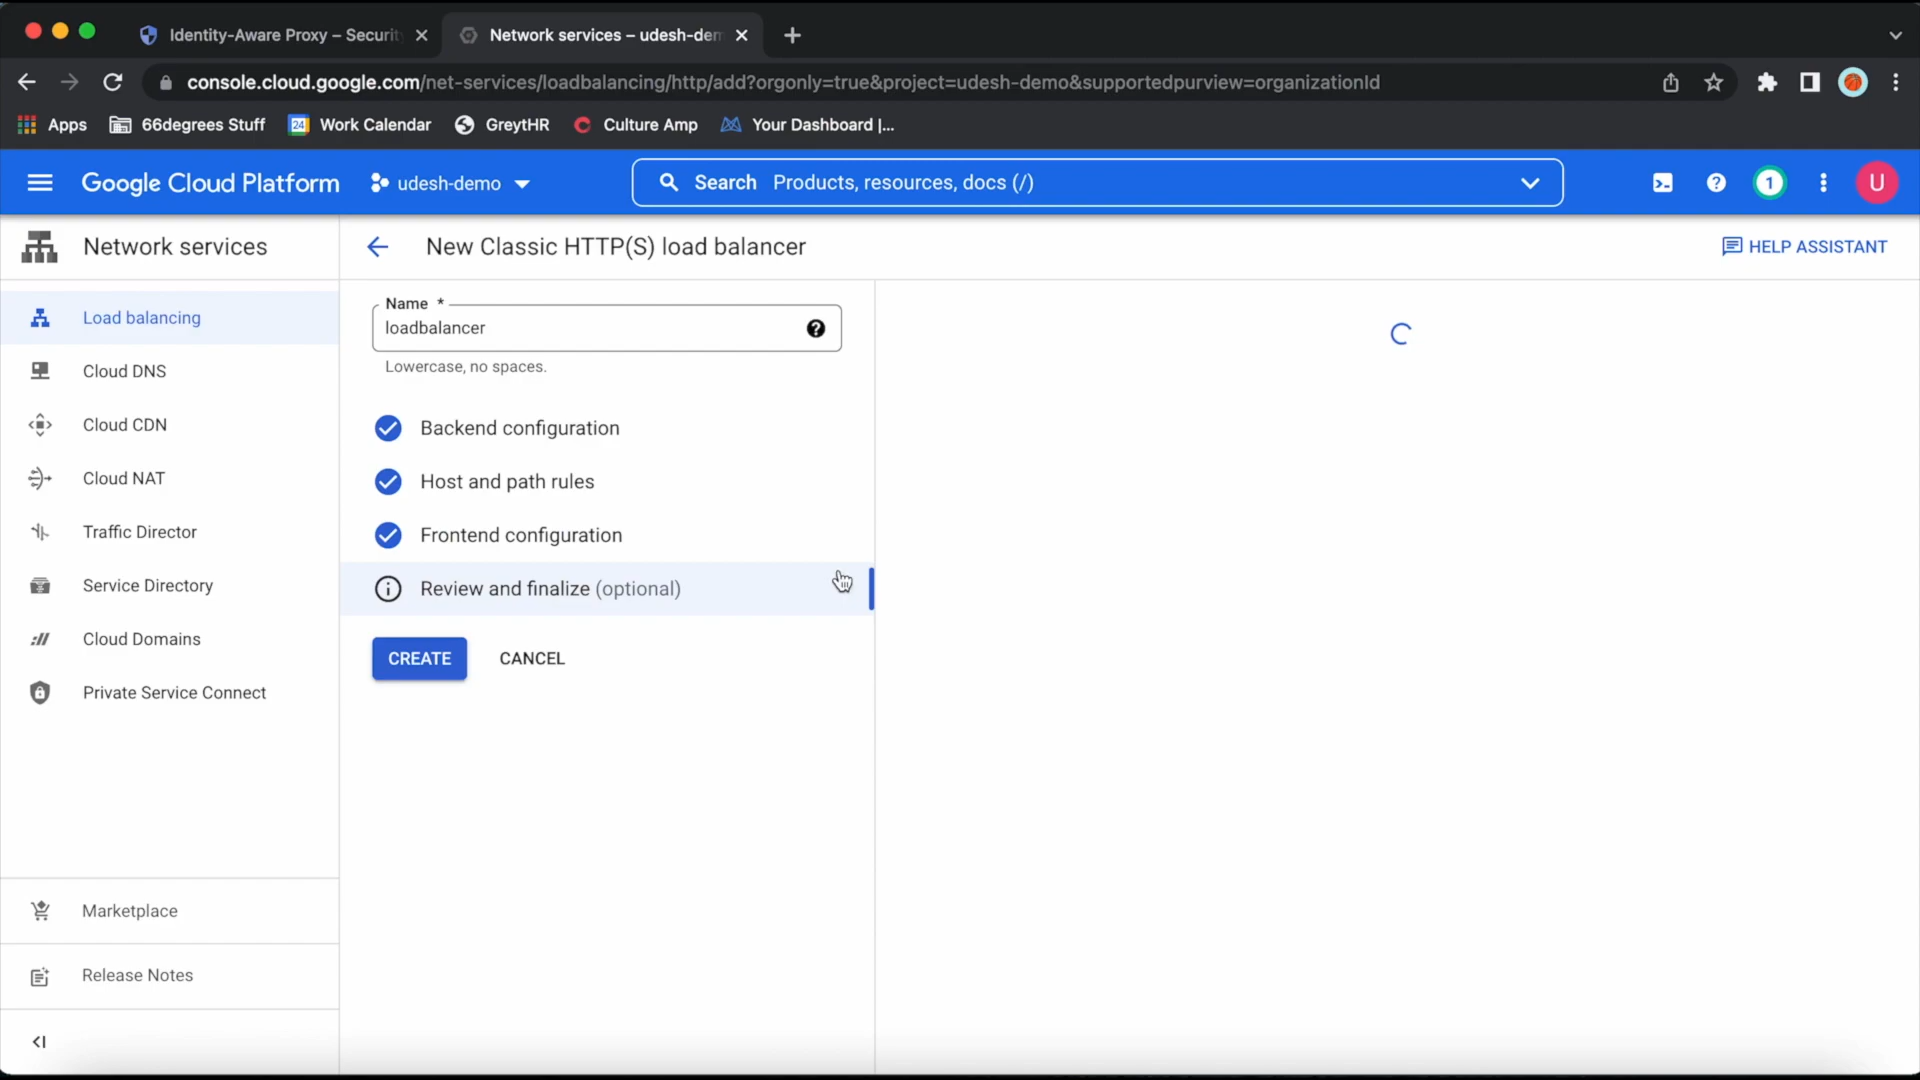 Identity-Aware Proxy – Securit
Network services – udesh-dem
console.cloud.google.com/net-services/loadbalancing/http/add?orgonly=true&project=udesh-demo&supportedpurview=organizationId
Apps
66degrees Stuff
24
Work Calendar
GreytHR
Culture Amp
Your Dashboard |...
Google Cloud Platform
udesh-demo
Search Products, resources, docs (/)
1
U
Network services
New Classic HTTP(S) load balancer
HELP ASSISTANT
Load balancing
Cloud DNS
Cloud CDN
Cloud NAT
Traffic Director
Service Directory
Cloud Domains
Private Service Connect
Marketplace
Release Notes
Name *
loadbalancer
Lowercase, no spaces.
Backend configuration
Host and path rules
Frontend configuration
Review and finalize (optional)
CREATE
CANCEL